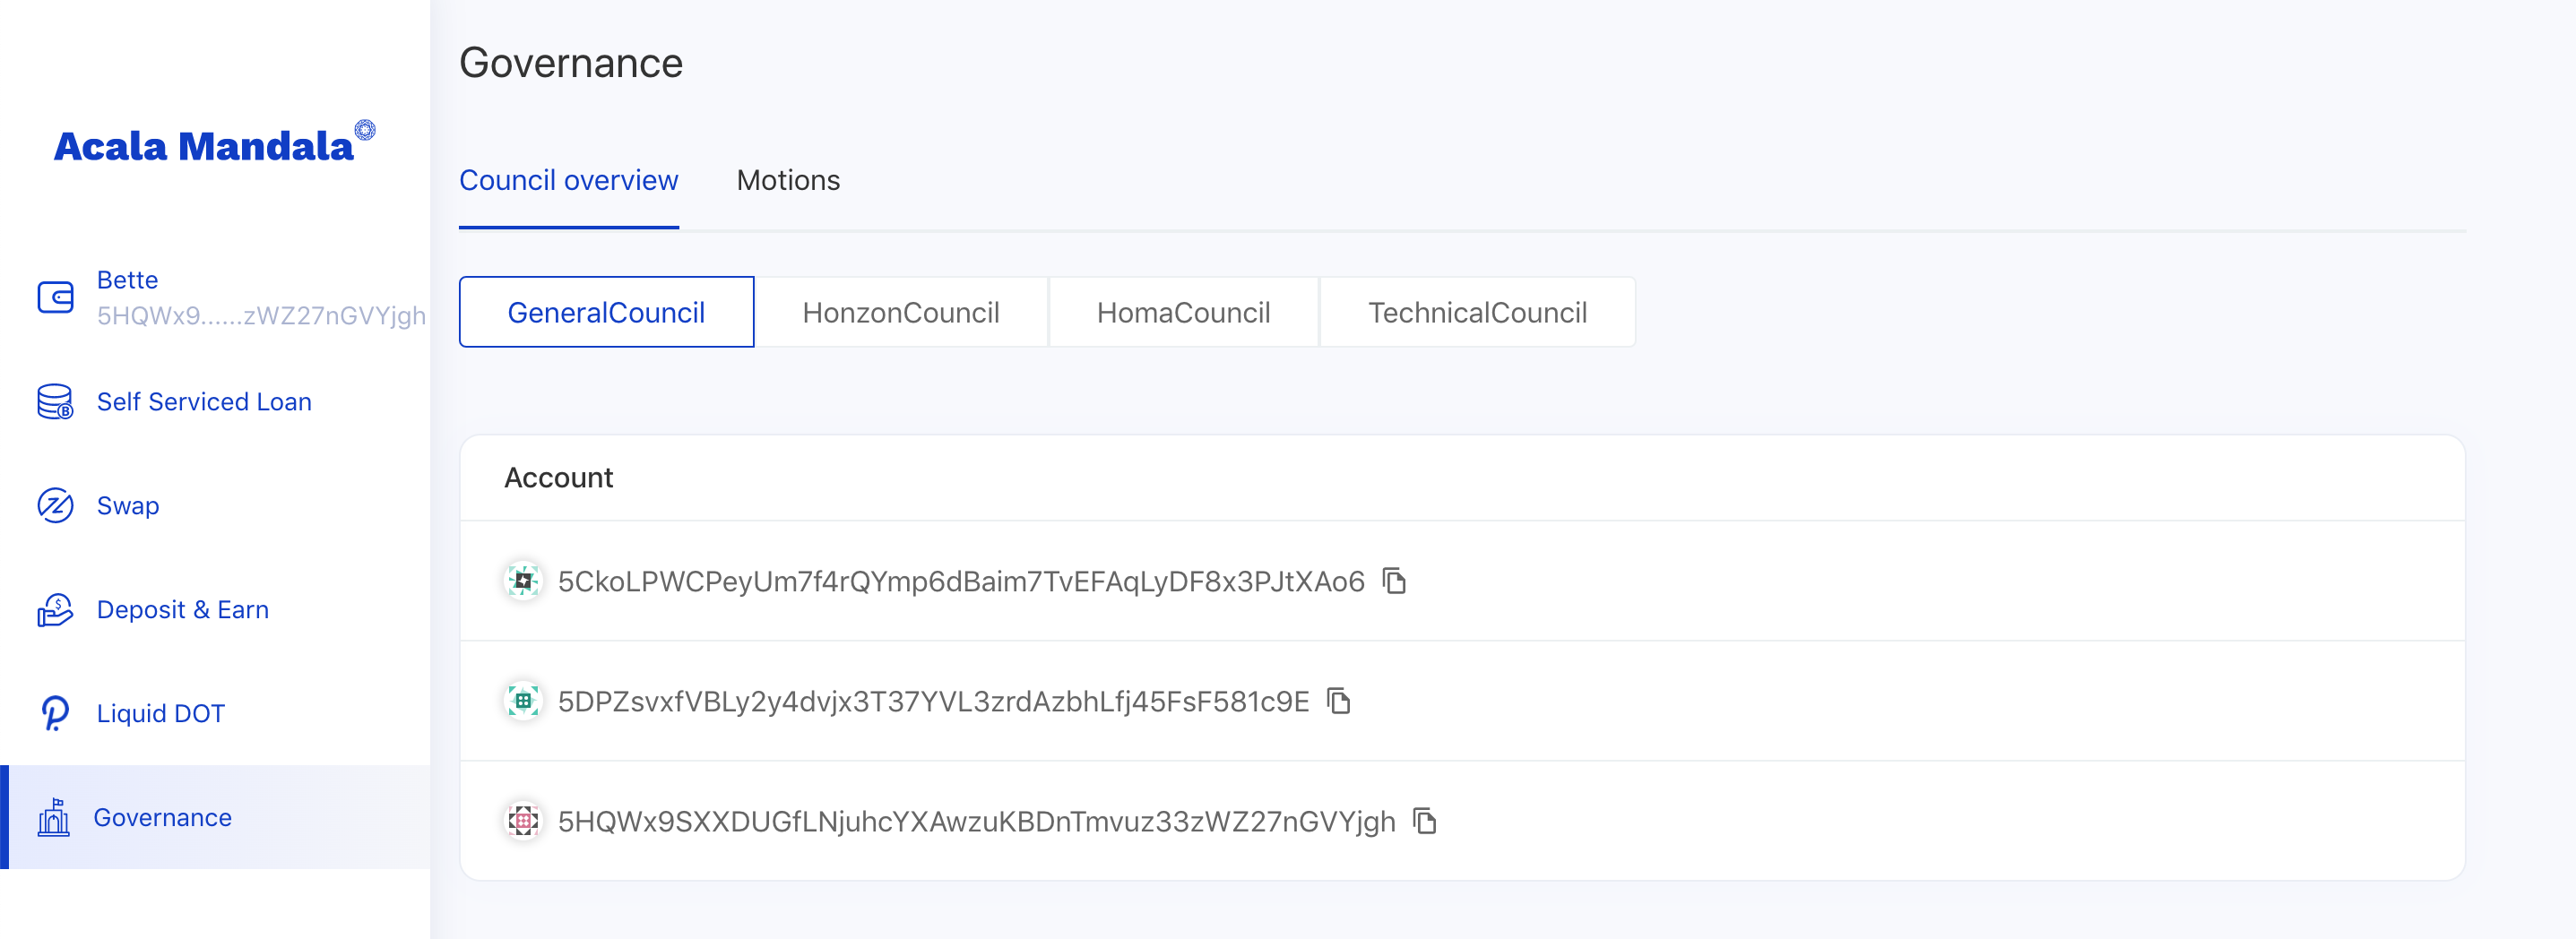 Acala Mandala
Bette
5HQWx9......zWZ27nGVYjgh
Self Serviced Loan
Swap
Deposit & Earn
Liquid DOT
Governance
Governance
Council overview
Motions
GeneralCouncil
HonzonCouncil
HomaCouncil
TechnicalCouncil
Account
5CkoLPWCPeyUm7f4rQYmp6dBaim7TvEFAqLyDF8x3PJtXAo6
5DPZsvxfVBLy2y4dvjx3T37YVL3zrdAzbhLfj45FsF581c9E
5HQWx9SXXDUGfLNjuhcYXAwzuKBDnTmvuz33zWZ27nGVYjgh